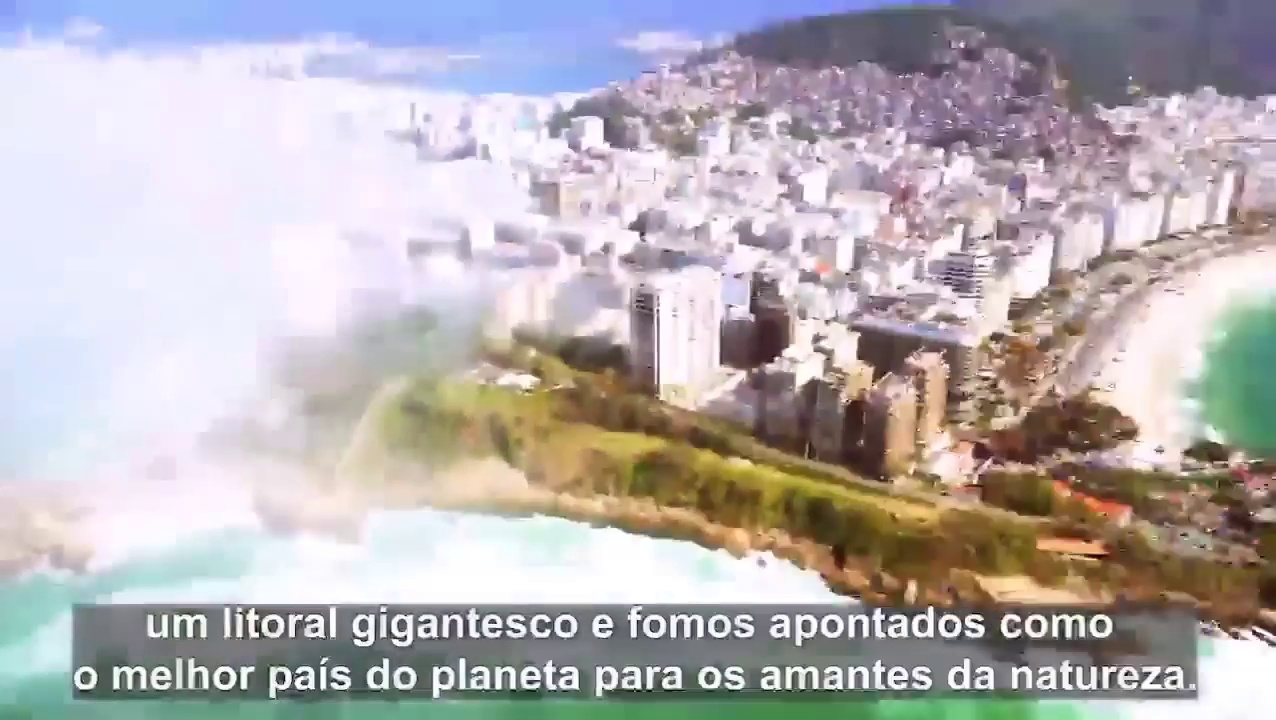 um litoral gigantesco e fomos apontados como
o melhor país do planeta para os amantes da natureza.